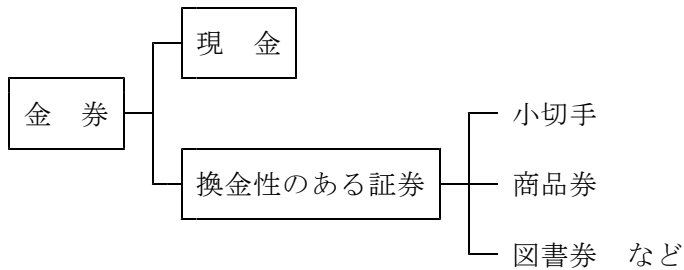 現　金
金　券
小切手
換金性のある証券
商品券
図書券　など